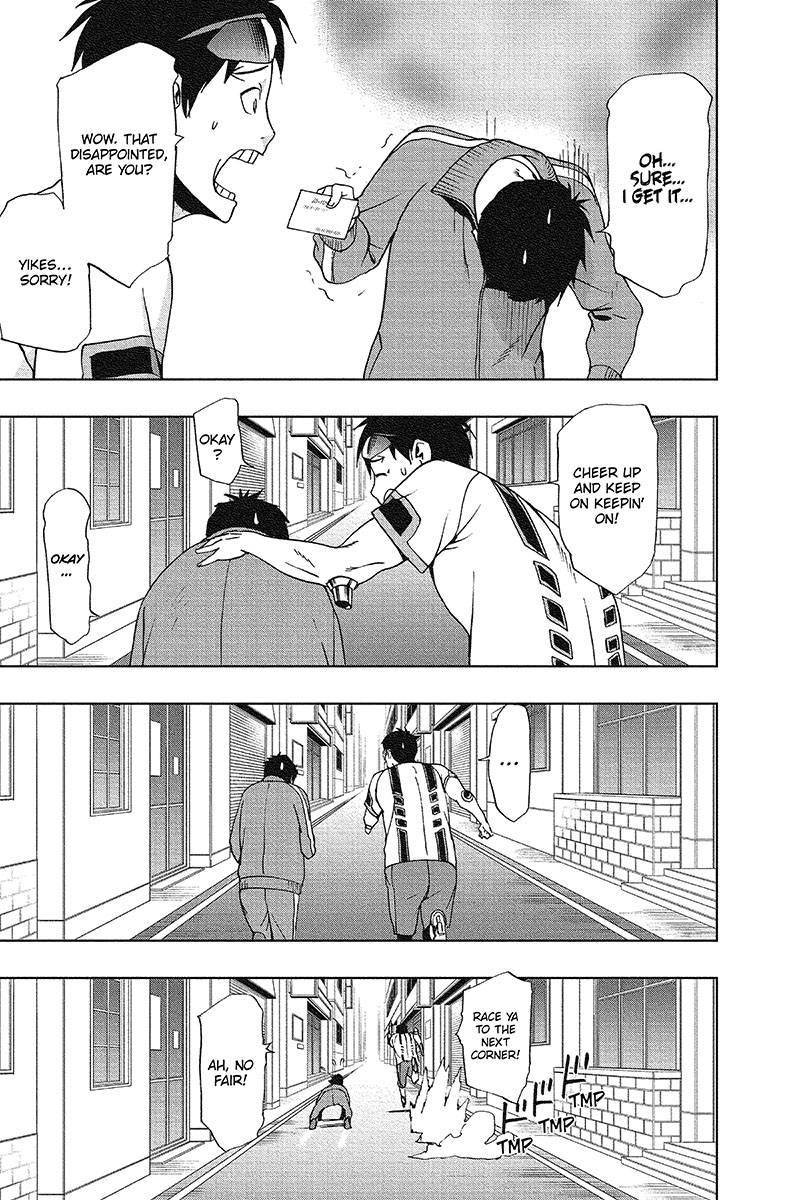 OH...
SURE...
I GET IT...
WOW. THAT
DISAPPOINTED,
ARE YOU?
YIKES...
SORRY!
CHEER UP
AND KEEP
ON KEEPIN'
ON!
OKAY
?
OKAY
...
...
RACE YA
TO THE
NEXT
CORNER!
ドドド
TMP
TMP
TMP
AH, NO
FAIR!